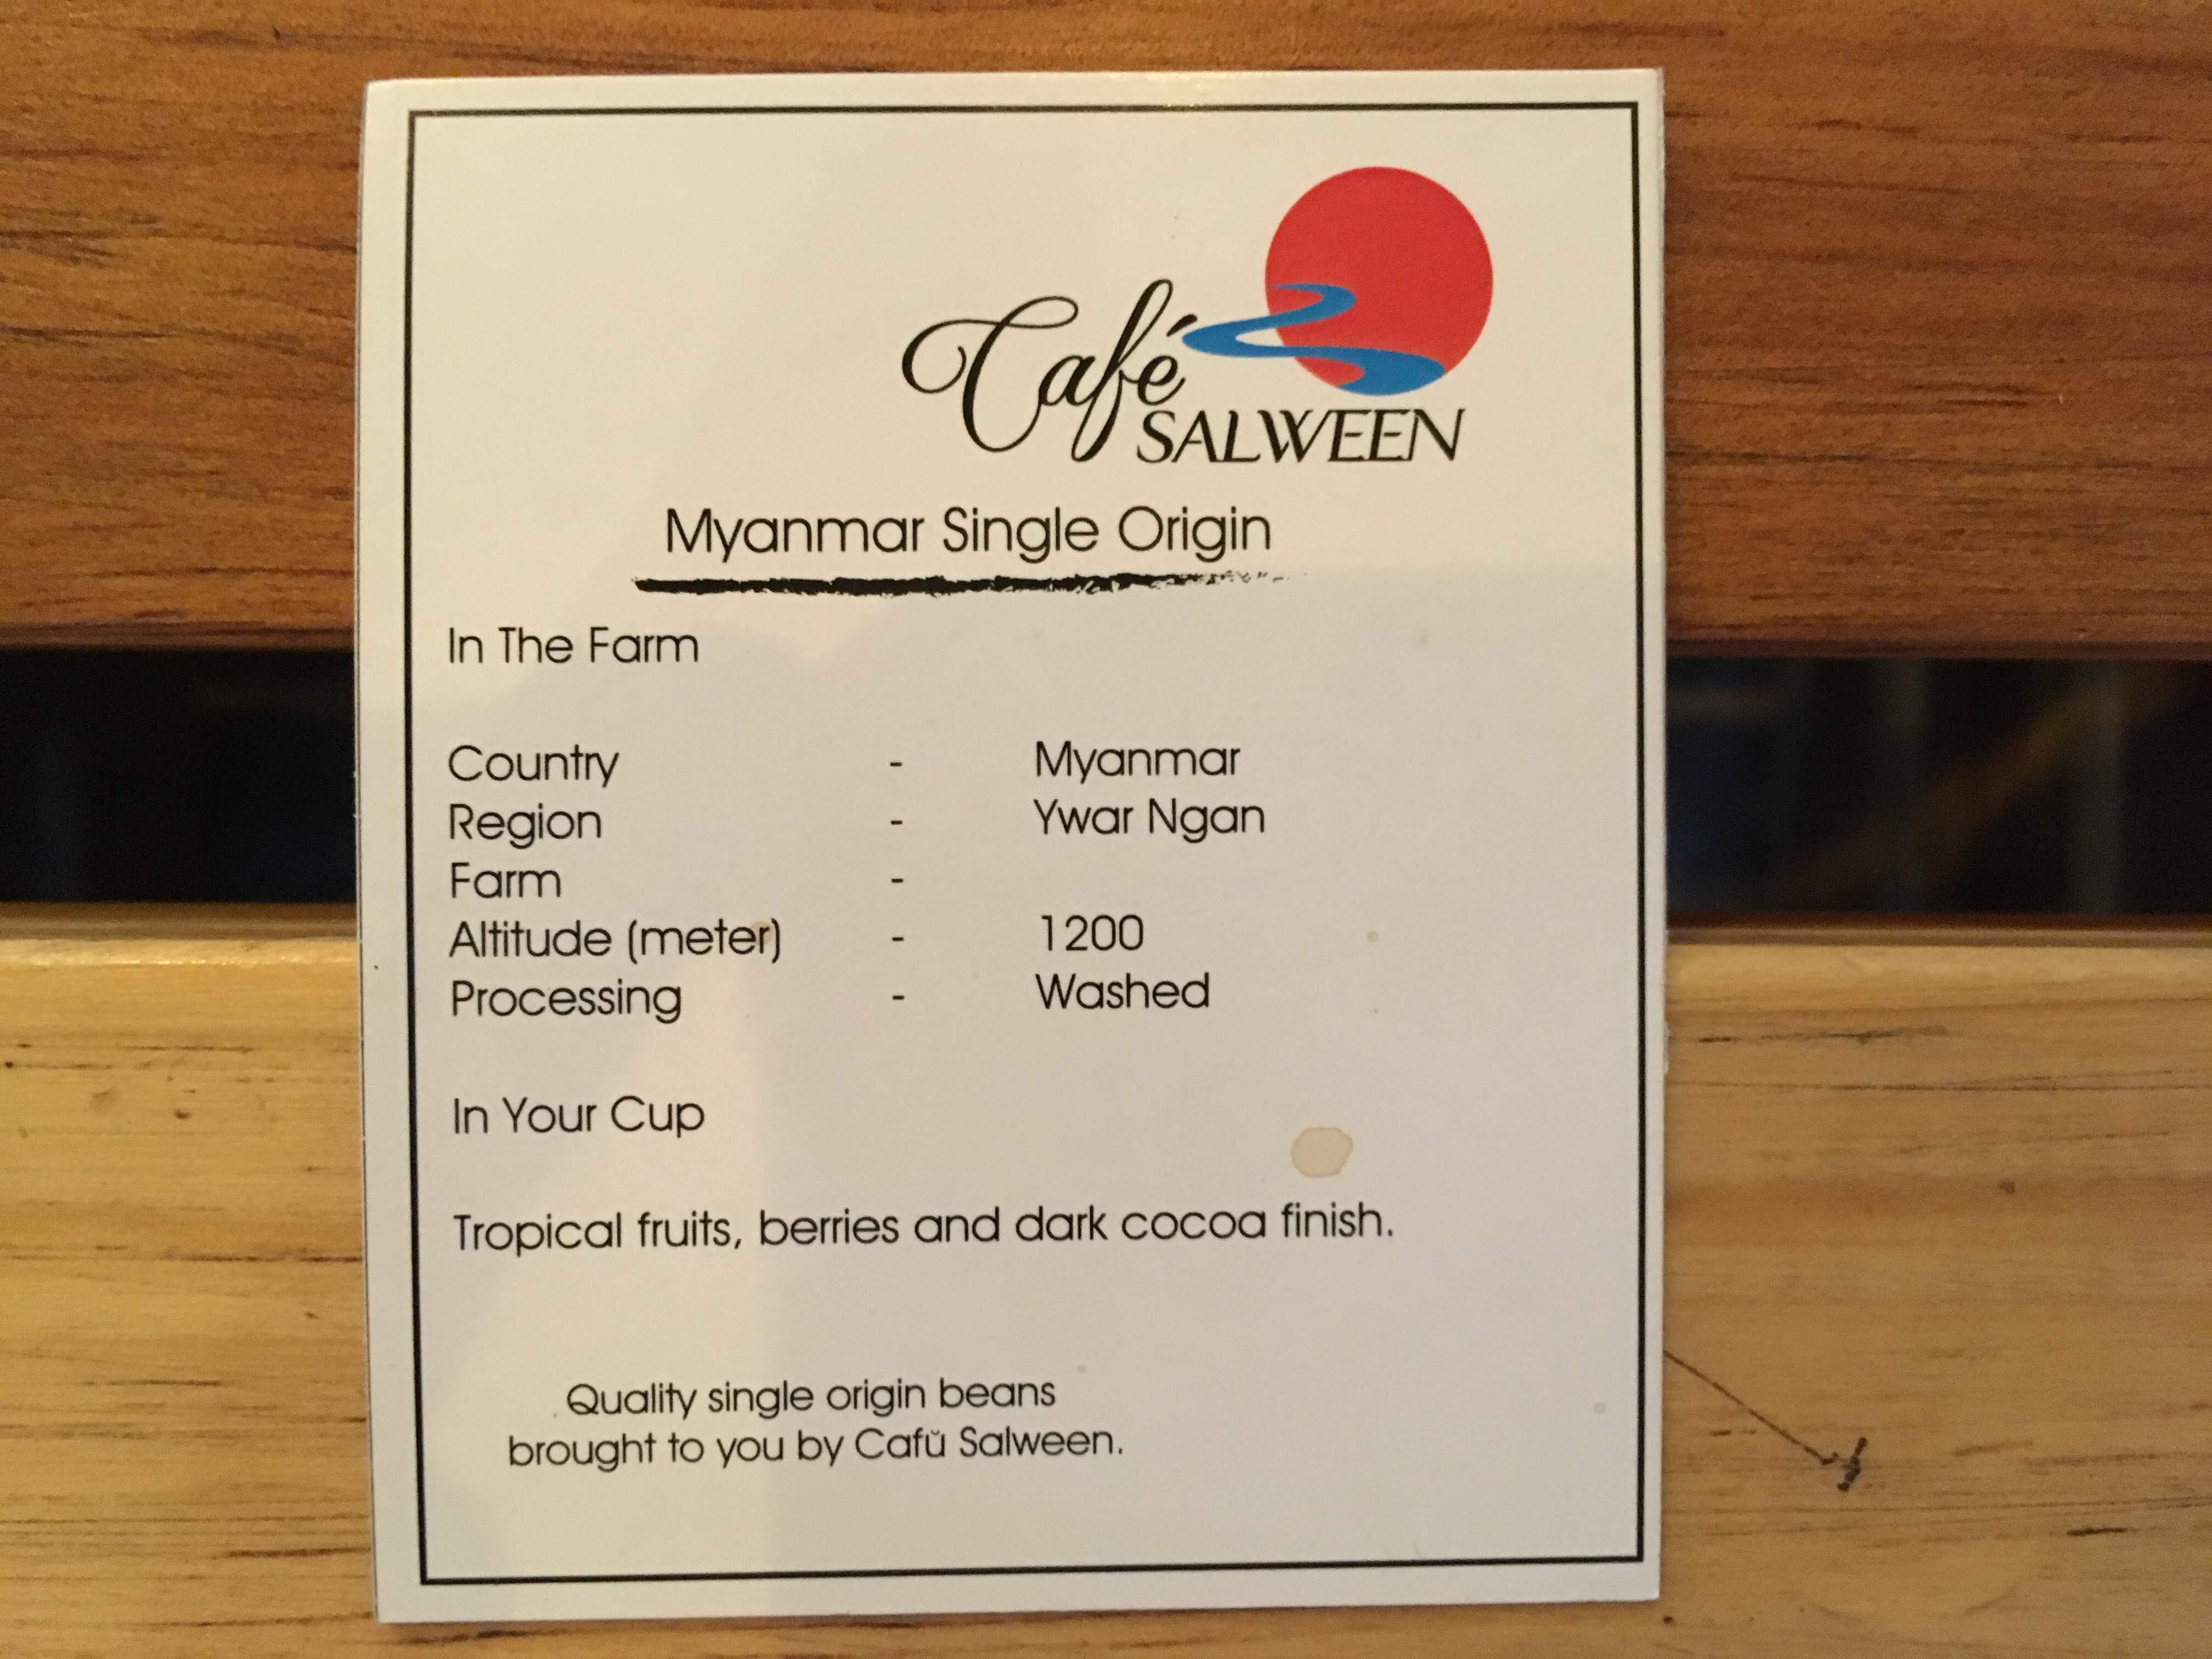 Café
SALWEEN
Myanmar Single Origin
In The Farm
Country - Myanmar
Region - Ywar Ngan
Farm -
Altitude (meter) - 1200
Processing - Washed
In Your Cup
Tropical fruits, berries and dark cocoa finish.
Quality single origin beans
brought to you by Cafǔ Salween.